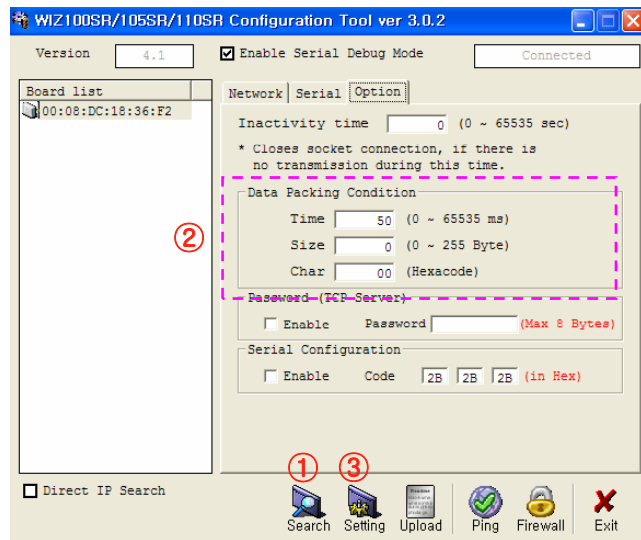 WIZ100SR/105SR/110SR Configuration Tool ver 3.0.2
Version 4.1 Enable Serial Debug Mode Connected
Board list
00:08:DC:18:36:F2
Network Serial Option
Inactivity time 0 (0 ~ 65535 sec)
* Closes socket connection, if there is
no transmission during this time.
Data Packing Condition
Time 50 (0 ~ 65535 ms)
② Size 0 (0 ~ 255 Byte)
Char 00 (Hexacode)
Password (TCP Server)
Enable Password (Max 8 Bytes)
Serial Configuration
Enable Code 2B 2B 2B (in Hex)
① ③
Direct IP Search
Search Setting Upload Ping Firewall Exit